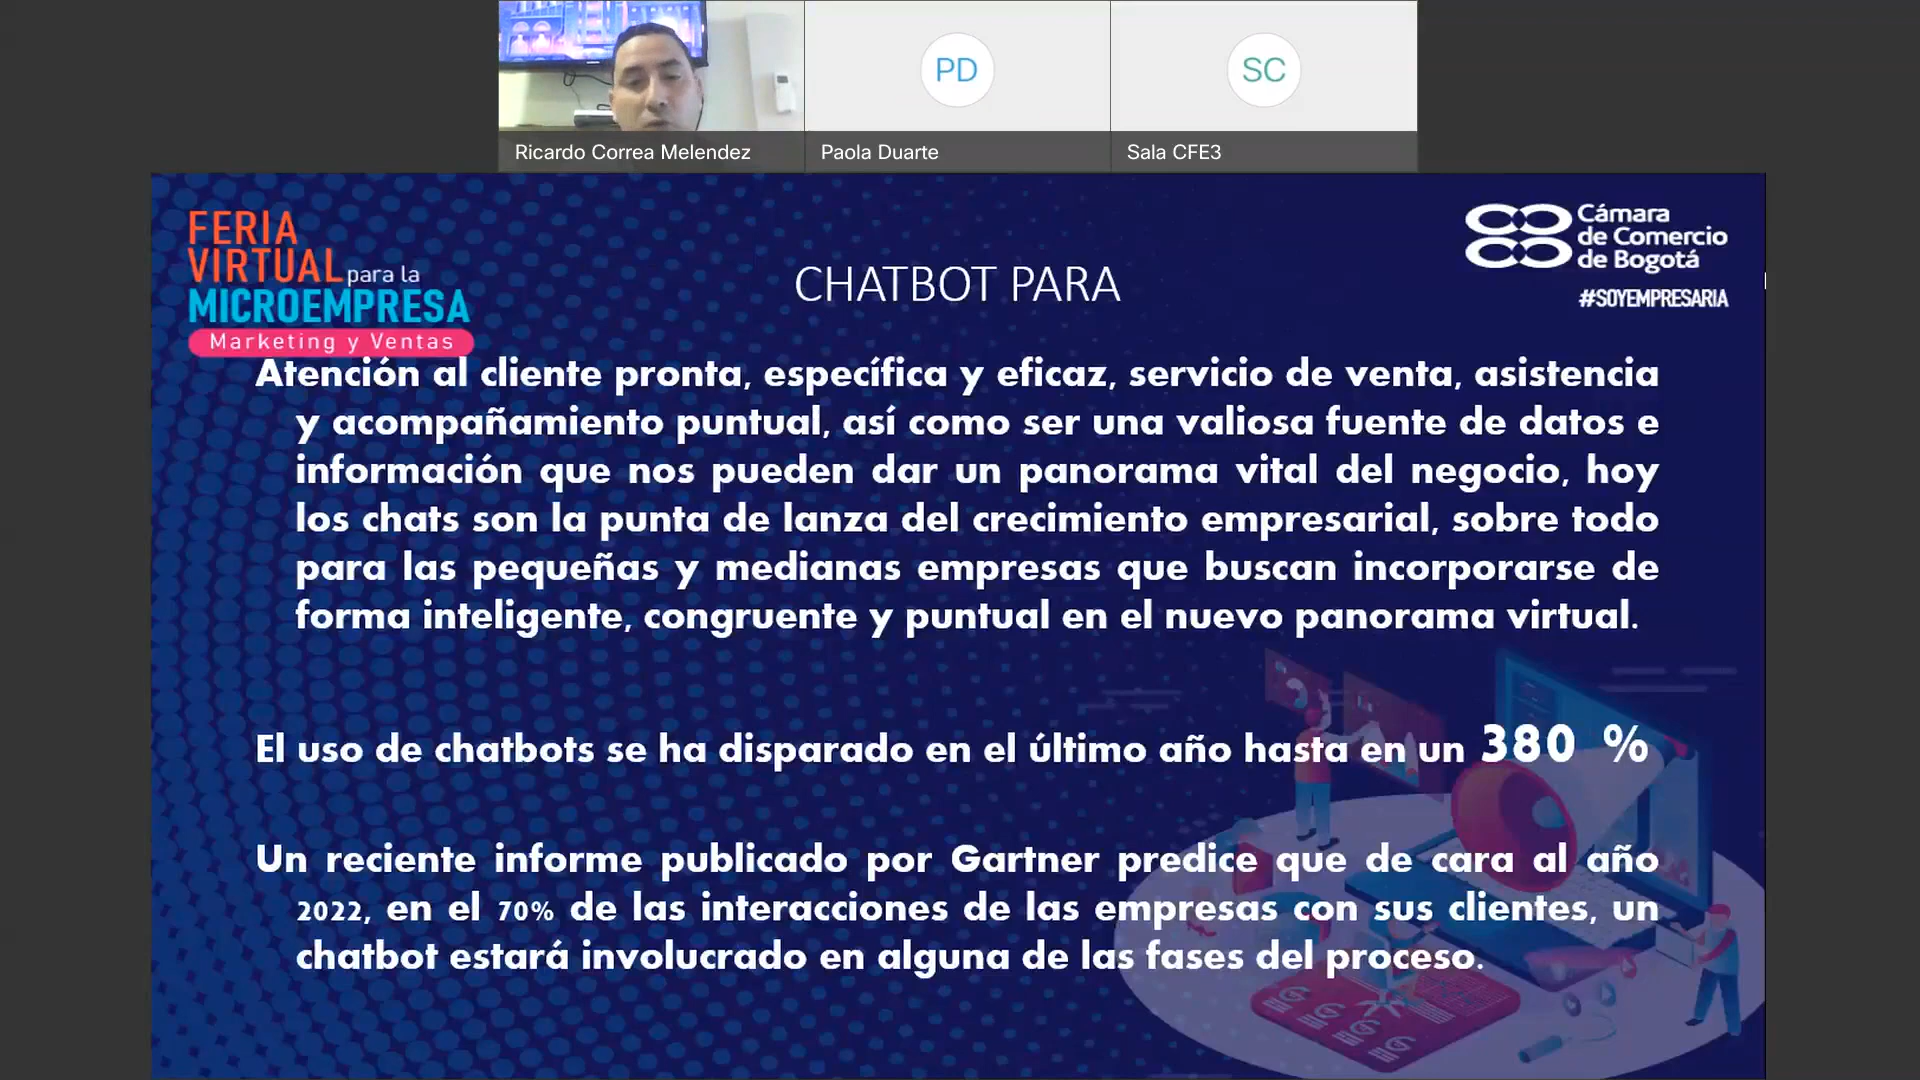 PD
SC
Ricardo Correa Melendez
Paola Duarte
Sala CFE3
FERIA
VIRTUAL para la
MICROEMPRESA
Marketing y Ventas
Cámara
de Comercio
de Bogotá
#SOYEMPRESARIA
CHATBOT PARA
Atención al cliente pronta, específica y eficaz, servicio de venta, asistencia
y acompañamiento puntual, así como ser una valiosa fuente de datos e
información que nos pueden dar un panorama vital del negocio, hoy
los chats son la punta de lanza del crecimiento empresarial, sobre todo
para las pequeñas y medianas empresas que buscan incorporarse de
forma inteligente, congruente y puntual en el nuevo panorama virtual.
El uso de chatbots se ha disparado en el último año hasta en un 380 %
Un reciente informe publicado por Gartner predice que de cara al año
2022, en el 70% de las interacciones de las empresas con sus clientes, un
chatbot estará involucrado en alguna de las fases del proceso.